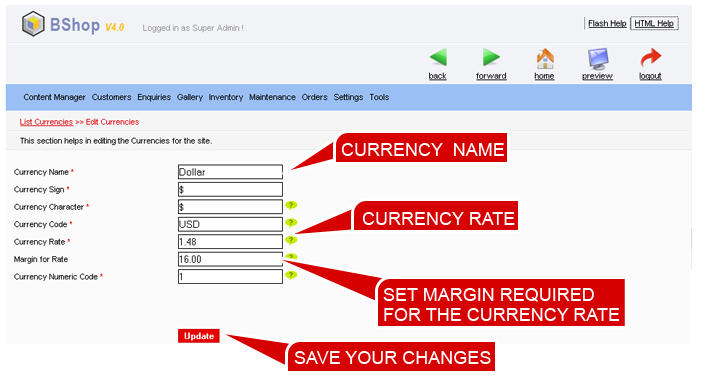 BShop V4.0 Logged in as Super Admin ! Flash Help HTML Help
back forward home preview logout
Content Manager Customers Enquiries Gallery Inventory Maintenance Orders Settings Tools
List Currencies >> Edit Currencies
This section helps in editing the Currencies for the site.
CURRENCY NAME
Currency Name * Dollar
Currency Sign * $
Currency Character * $ ?
CURRENCY RATE
Currency Code * USD ?
Currency Rate * 1.48 ?
Margin for Rate 16.00 ?
Currency Numeric Code * 1 ?
SET MARGIN REQUIRED
FOR THE CURRENCY RATE
Update
SAVE YOUR CHANGES